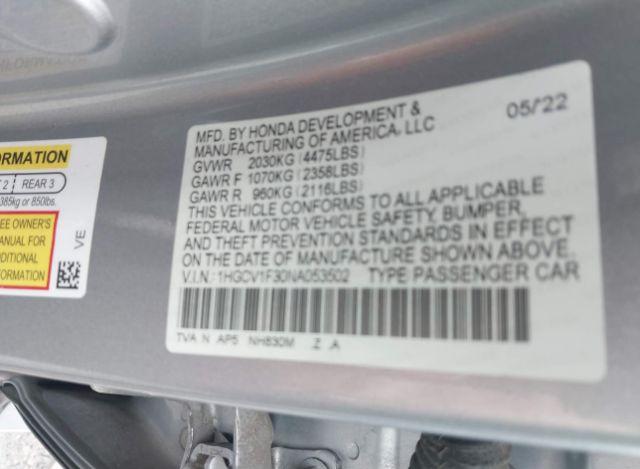 ORMATION
T 2 REAR 3
385kg or 850lbs.
EE OWNER'S
ANUAL FOR
DDITIONAL
FORMATION
VE
MFD. BY HONDA DEVELOPMENT & 05/'22
MANUFACTURING OF AMERICA, LLC
GVWR 2030KG (4475LBS)
GAWR F 1070KG (2358LBS)
GAWR R 960KG (2116LBS)
THIS VEHICLE CONFORMS TO ALL APPLICABLE
FEDERAL MOTOR VEHICLE SAFETY, BUMPER,
AND THEFT PREVENTION STANDARDS IN EFFECT
ON THE DATE OF MANUFACTURE SHOWN ABOVE.
V.I.N.: 1HGCV1F30NA053502 TYPE PASSENGER CAR
TVA N AP5 NH830M Z A